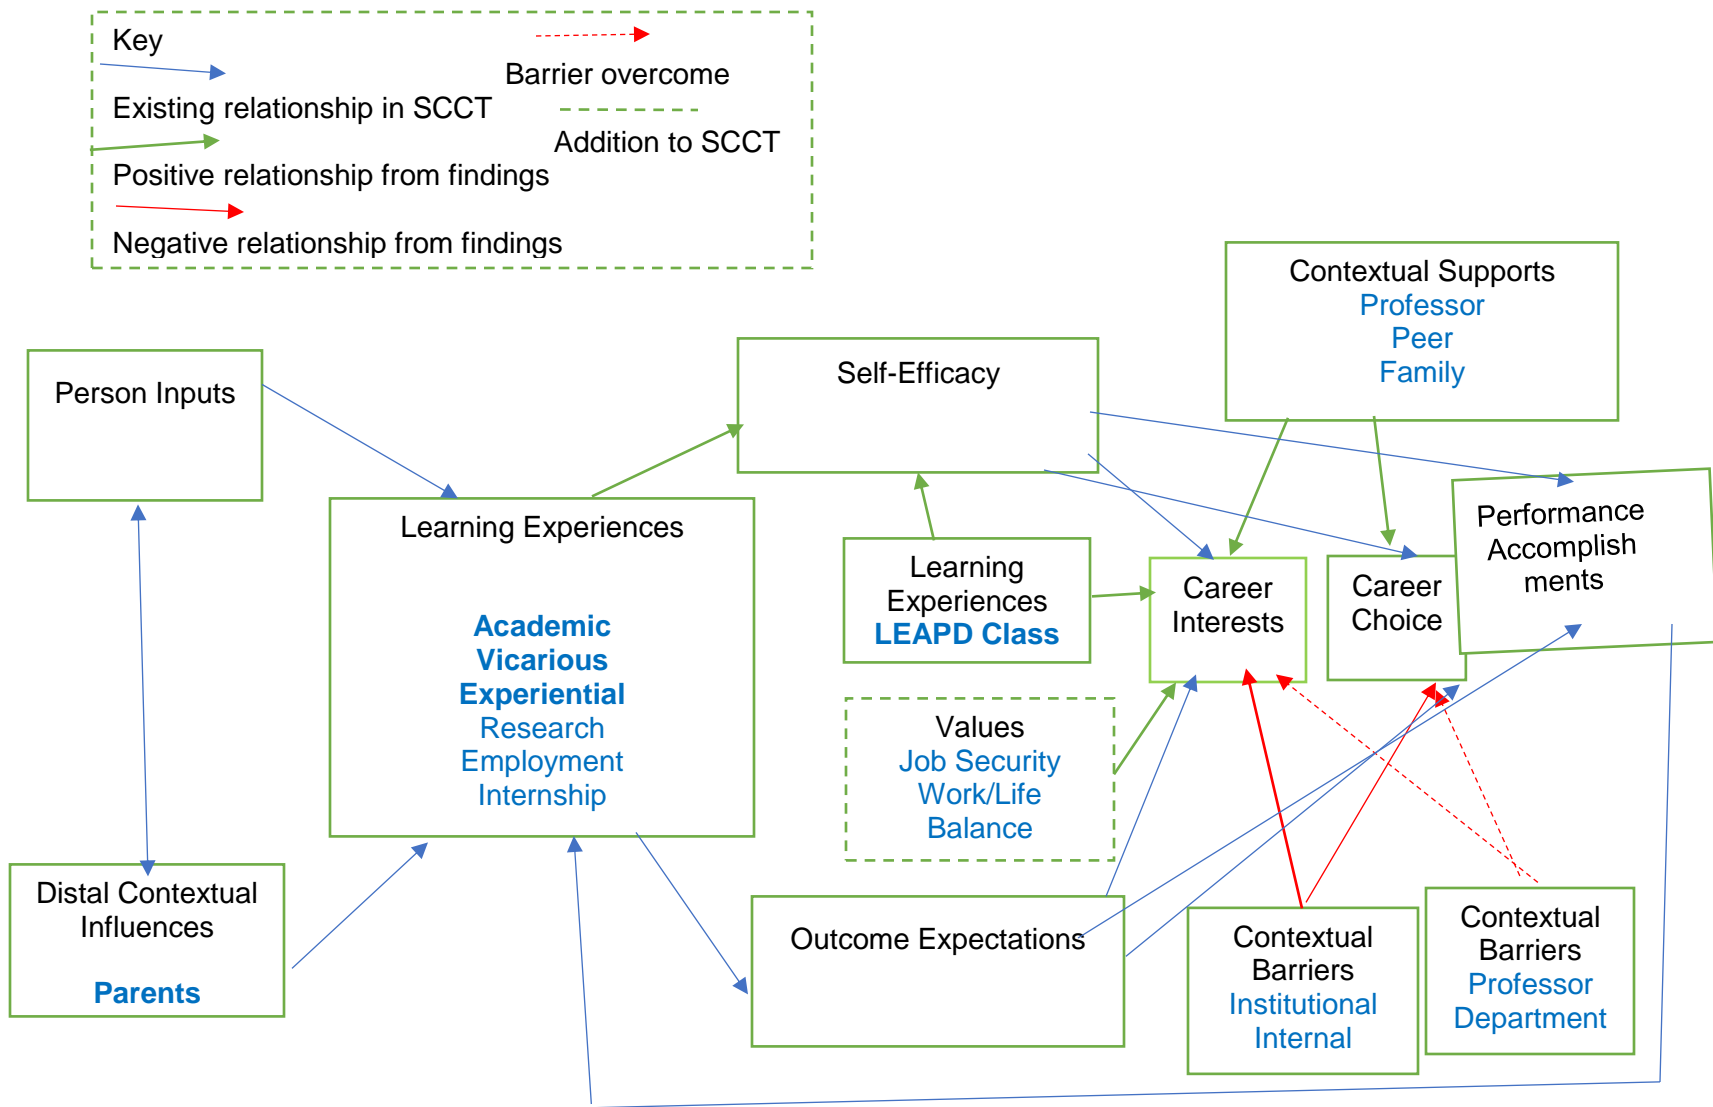 Key
Barrier overcome
Existing relationship in SCCT
Addition to SCCT
Positive relationship from findings
Negative relationship from findings
Contextual Supports
Professor
Peer
Family
Person Inputs
Self-Efficacy
Learning Experiences
Academic
Vicarious
Experiential
Research
Employment
Internship
Learning
Experiences
LEAPD Class
Career
Interests
Career
Choice
Performance
Accomplish
ments
Values
Job Security
Work/Life
Balance
Distal Contextual
Influences
Parents
Outcome Expectations
Contextual
Barriers
Institutional
Internal
Contextual
Barriers
Professor
Department